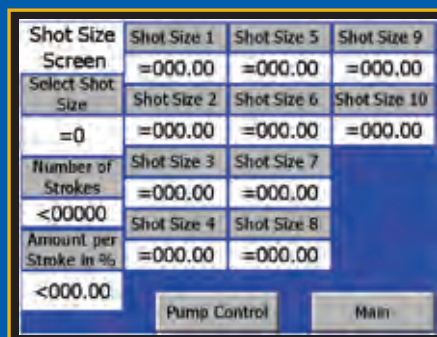 Shot Size
Screen
Select Shot
Size
=0
Number of
Strokes
<00000
Amount per
Stroke in %
<000.00
Shot Size 1
=000.00
Shot Size 2
=000.00
Shot Size 3
=000.00
Shot Size 4
=000.00
Shot Size 5
=000.00
Shot Size 6
=000.00
Shot Size 7
=000.00
Shot Size 8
=000.00
Shot Size 9
=000.00
Shot Size 10
=000.00
Pump Control
Main